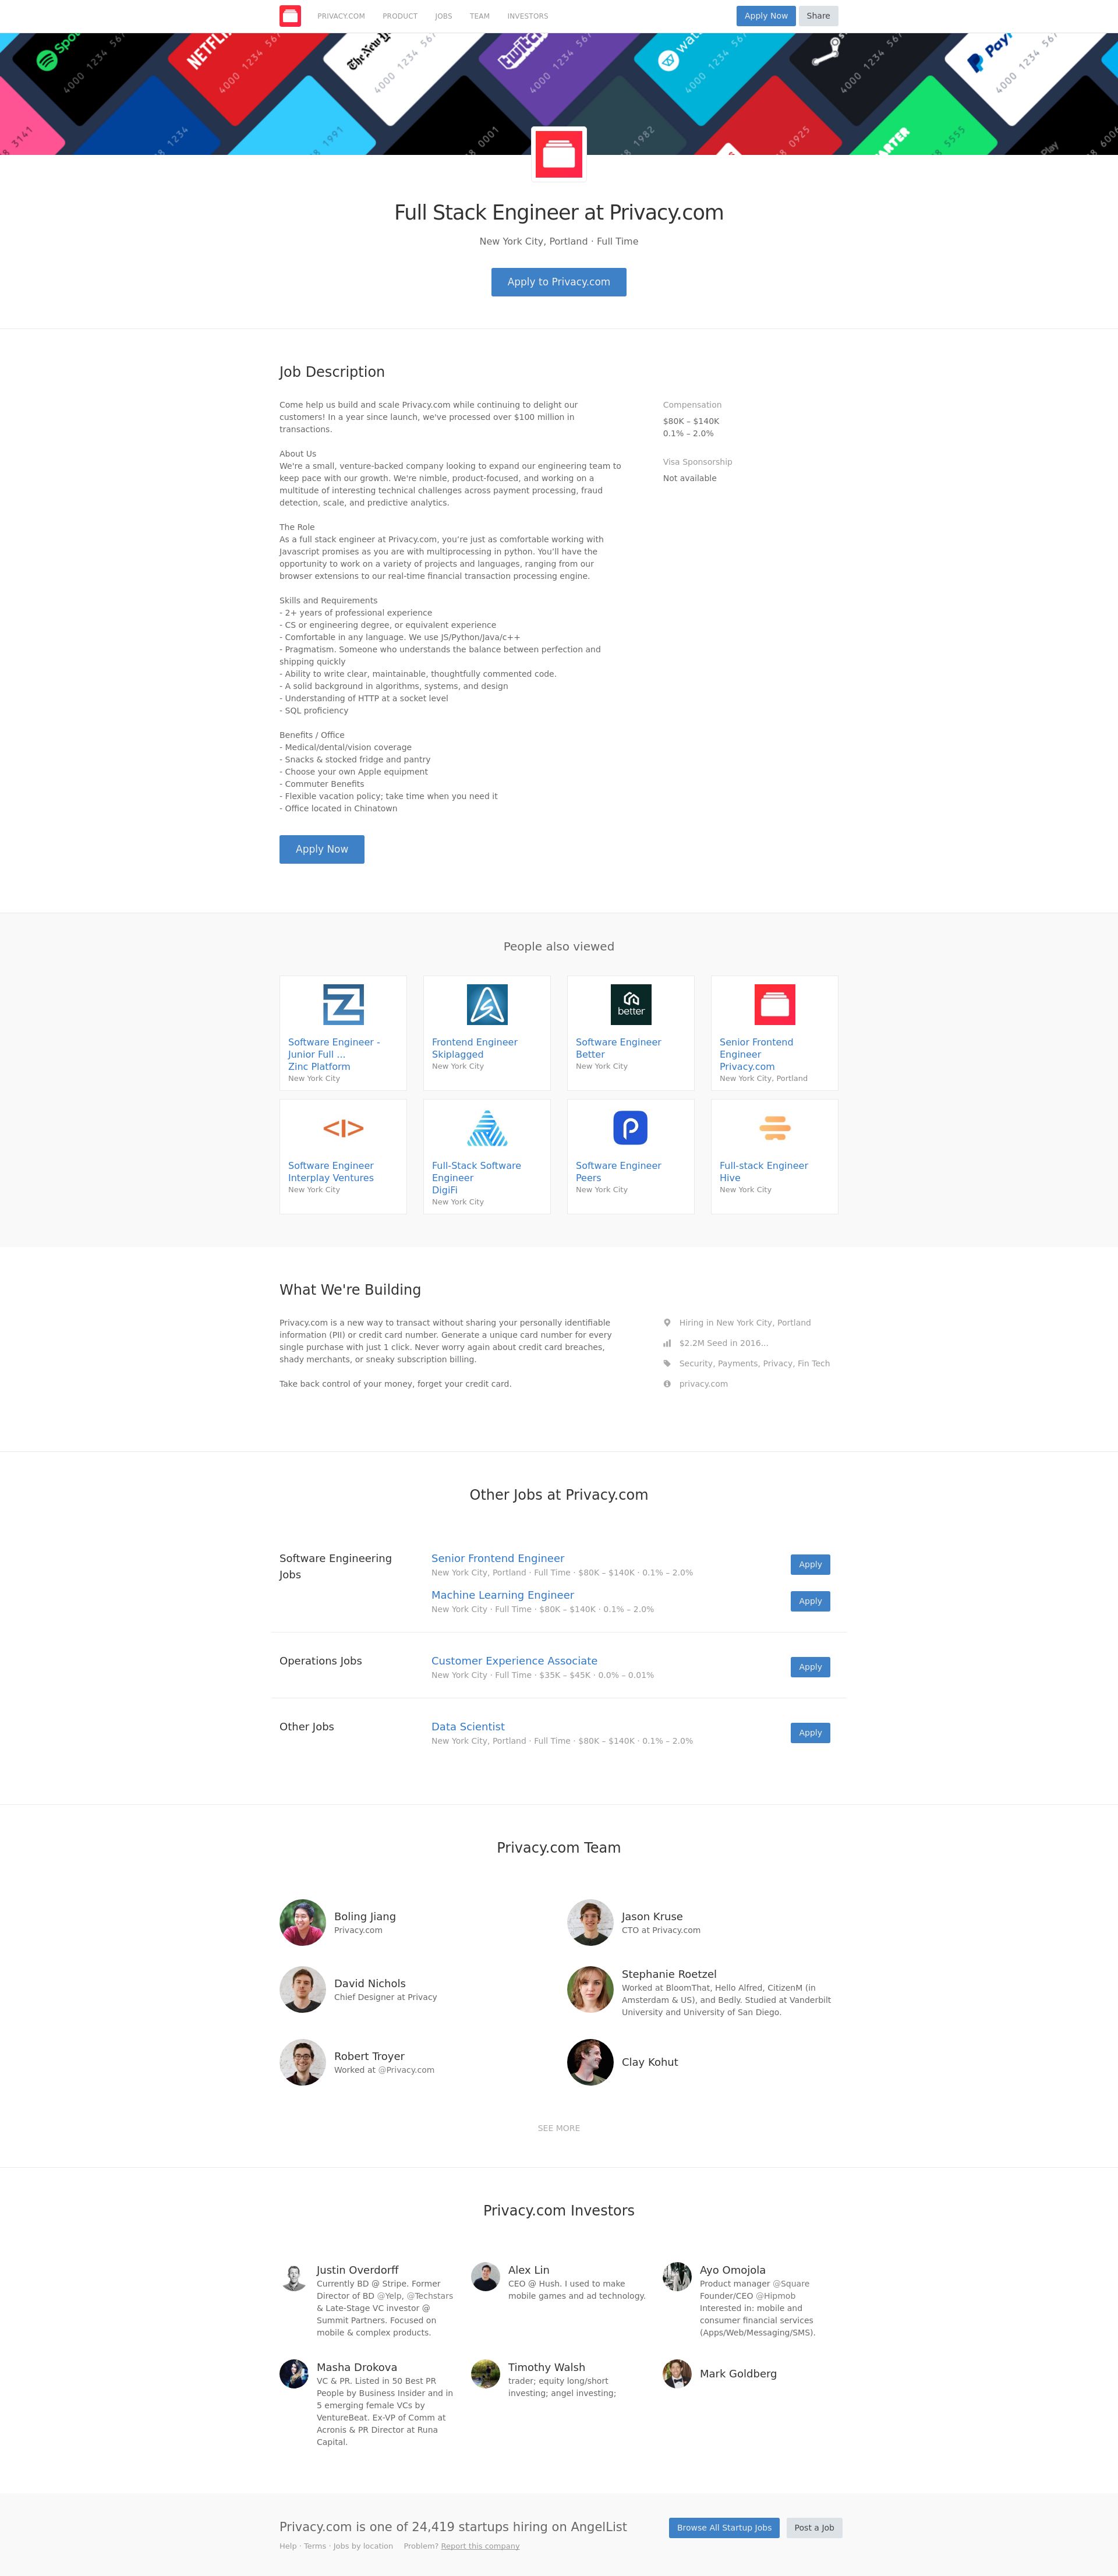 PRIVACY.COM PRODUCT JOBS TEAM INVESTORS Apply Now Share
NETFLIX
4000 1234 567
3141
1234
1991
0001
1982
0925
5555
Play
Full Stack Engineer at Privacy.com
New York City, Portland · Full Time
Apply to Privacy.com
Job Description
Come help us build and scale Privacy.com while continuing to delight our
customers! In a year since launch, we've processed over $100 million in
transactions.
About Us
We're a small, venture-backed company looking to expand our engineering team to
keep pace with our growth. We're nimble, product-focused, and working on a
multitude of interesting technical challenges across payment processing, fraud
detection, scale, and predictive analytics.
The Role
As a full stack engineer at Privacy.com, you’re just as comfortable working with
Javascript promises as you are with multiprocessing in python. You’ll have the
opportunity to work on a variety of projects and languages, ranging from our
browser extensions to our real-time financial transaction processing engine.
Skills and Requirements
- 2+ years of professional experience
- CS or engineering degree, or equivalent experience
- Comfortable in any language. We use JS/Python/Java/c++
- Pragmatism. Someone who understands the balance between perfection and
shipping quickly
- Ability to write clear, maintainable, thoughtfully commented code.
- A solid background in algorithms, systems, and design
- Understanding of HTTP at a socket level
- SQL proficiency
Benefits / Office
- Medical/dental/vision coverage
- Snacks & stocked fridge and pantry
- Choose your own Apple equipment
- Commuter Benefits
- Flexible vacation policy; take time when you need it
- Office located in Chinatown
Apply Now
Compensation
$80K – $140K
0.1% – 2.0%
Visa Sponsorship
Not available
People also viewed
Software Engineer -
Junior Full ...
Zinc Platform
New York City
Frontend Engineer
Skiplagged
New York City
better
Software Engineer
Better
New York City
Senior Frontend
Engineer
Privacy.com
New York City, Portland
Software Engineer
Interplay Ventures
New York City
Full-Stack Software
Engineer
DigiFi
New York City
Software Engineer
Peers
New York City
Full-stack Engineer
Hive
New York City
What We're Building
Privacy.com is a new way to transact without sharing your personally identifiable
information (PII) or credit card number. Generate a unique card number for every
single purchase with just 1 click. Never worry again about credit card breaches,
shady merchants, or sneaky subscription billing.
Take back control of your money, forget your credit card.
Hiring in New York City, Portland
$2.2M Seed in 2016...
Security, Payments, Privacy, Fin Tech
privacy.com
Other Jobs at Privacy.com
Software Engineering
Jobs
Senior Frontend Engineer
New York City, Portland · Full Time · $80K – $140K · 0.1% – 2.0%
Apply
Machine Learning Engineer
New York City · Full Time · $80K – $140K · 0.1% – 2.0%
Apply
Operations Jobs
Customer Experience Associate
New York City · Full Time · $35K – $45K · 0.0% – 0.01%
Apply
Other Jobs
Data Scientist
New York City, Portland · Full Time · $80K – $140K · 0.1% – 2.0%
Apply
Privacy.com Team
Boling Jiang
Privacy.com
Jason Kruse
CTO at Privacy.com
David Nichols
Chief Designer at Privacy
Stephanie Roetzel
Worked at BloomThat, Hello Alfred, CitizenM (in
Amsterdam & US), and Bedly. Studied at Vanderbilt
University and University of San Diego.
Robert Troyer
Worked at @Privacy.com
Clay Kohut
SEE MORE
Privacy.com Investors
Justin Overdorff
Currently BD @ Stripe. Former
Director of BD @Yelp, @Techstars
& Late-Stage VC investor @
Summit Partners. Focused on
mobile & complex products.
Alex Lin
CEO @ Hush. I used to make
mobile games and ad technology.
Ayo Omojola
Product manager @Square
Founder/CEO @Hipmob
Interested in: mobile and
consumer financial services
(Apps/Web/Messaging/SMS).
Masha Drokova
VC & PR. Listed in 50 Best PR
People by Business Insider and in
5 emerging female VCs by
VentureBeat. Ex-VP of Comm at
Acronis & PR Director at Runa
Capital.
Timothy Walsh
trader; equity long/short
investing; angel investing;
Mark Goldberg
Privacy.com is one of 24,419 startups hiring on AngelList
Help · Terms · Jobs by location Problem? Report this company
Browse All Startup Jobs Post a Job